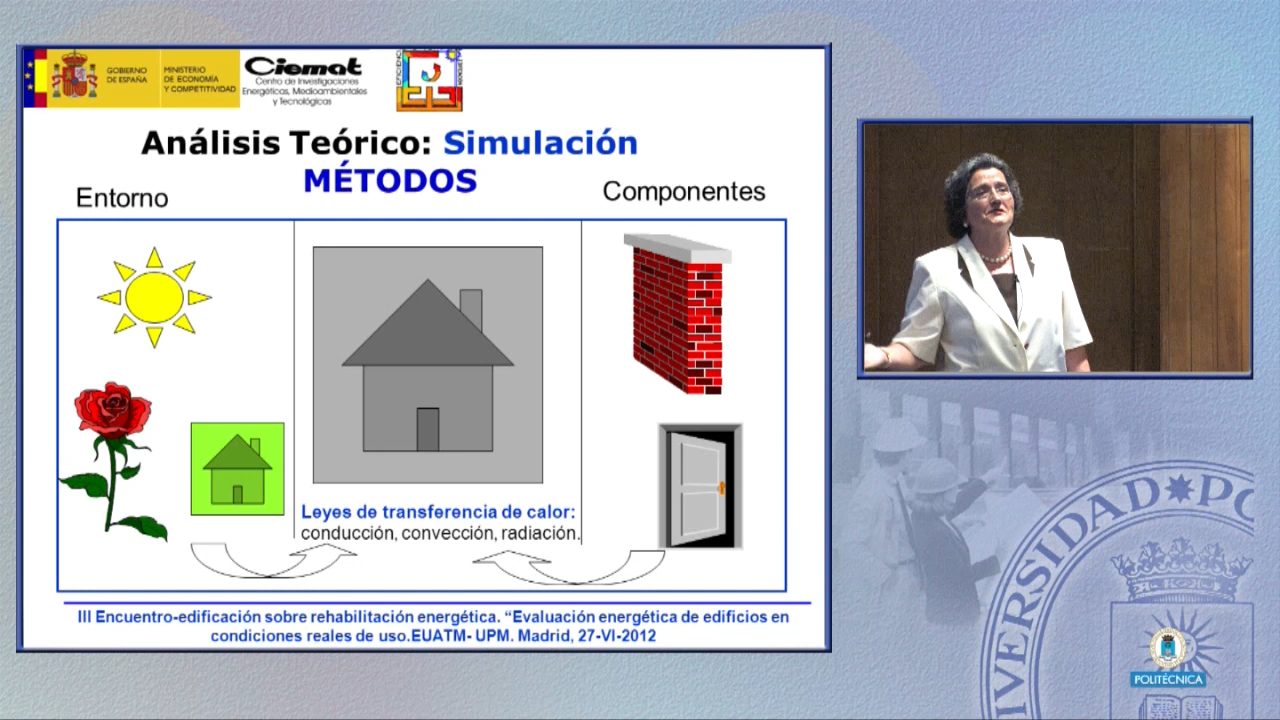 GOBIERNO
DE ESPAÑA
MINISTERIO
DE ECONOMÍA
Y COMPETITIVIDAD
Ciemat
Centro de Investigaciones
Energéticas, Medioambientales
y Tecnológicas
Análisis Teórico: Simulación
MÉTODOS
Entorno
Componentes
Leyes de transferencia de calor:
conducción, convección, radiación.
III Encuentro-edificación sobre rehabilitación energética. “Evaluación energética de edificios en
condiciones reales de uso.EUATM- UPM. Madrid, 27-VI-2012
IVERSIDAD
PO
POLITÉCNICA